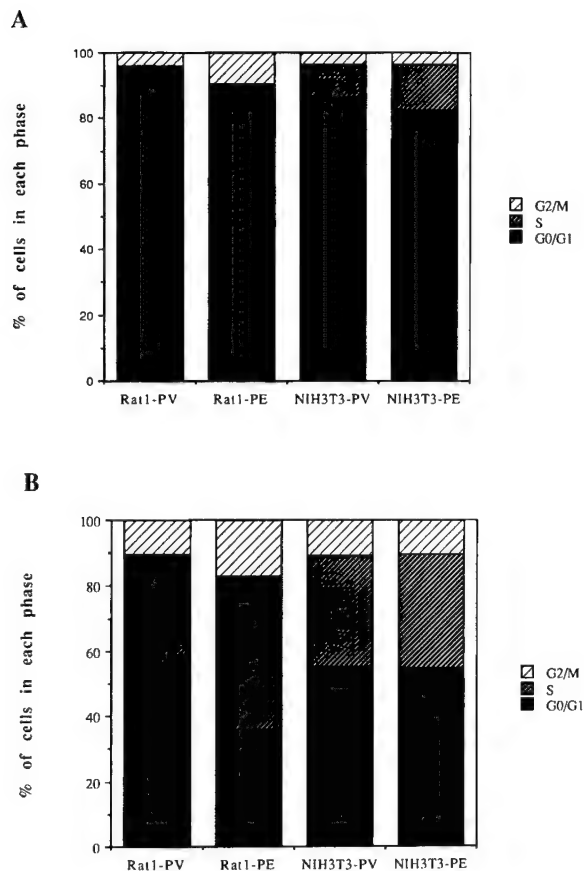 A
% of cells in each phase
100
80
60
40
20
0
Rat1-PV
Rat1-PE
NIH3T3-PV
NIH3T3-PE
G2/M
S
G0/G1
B
% of cells in each phase
100
80
60
40
20
0
Rat1-PV
Rat1-PE
NIH3T3-PV
NIH3T3-PE
G2/M
S
G0/G1